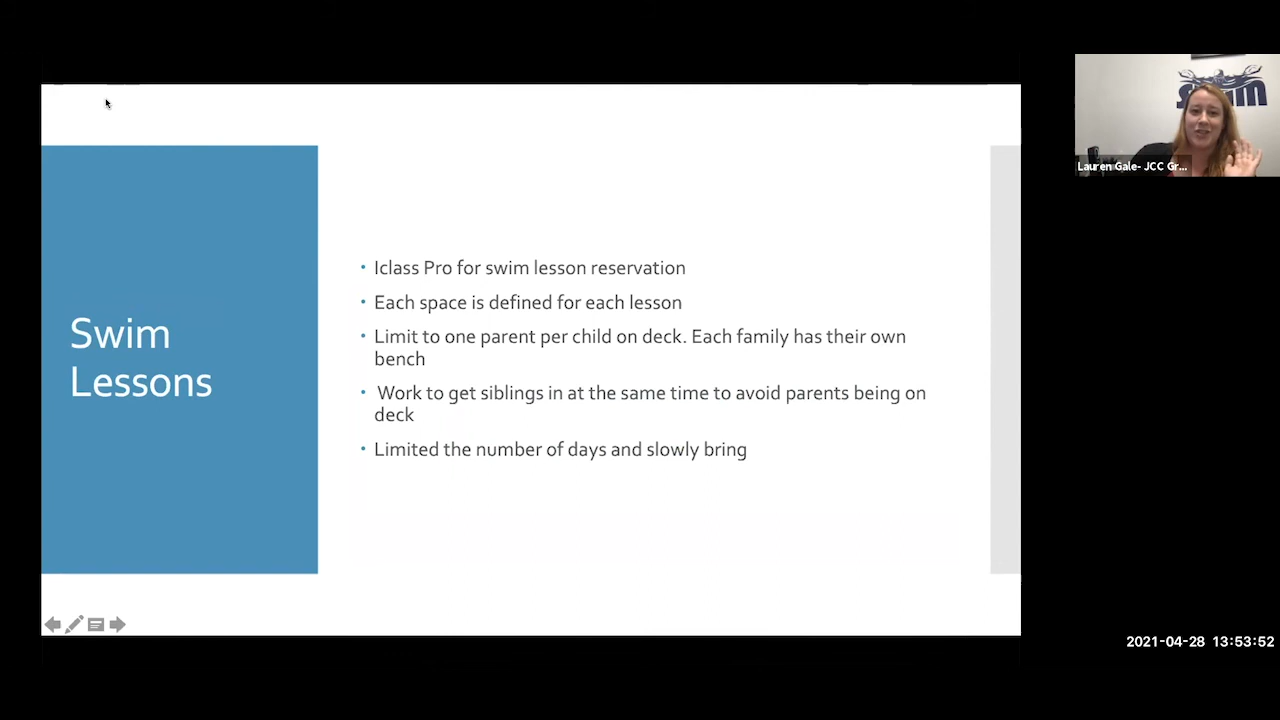 Swim
Lessons
Iclass Pro for swim lesson reservation
Each space is defined for each lesson
Limit to one parent per child on deck. Each family has their own
bench
Work to get siblings in at the same time to avoid parents being on
deck
Limited the number of days and slowly bring
Lauren Gale- JCC Gr...
2021-04-28 13:53:52